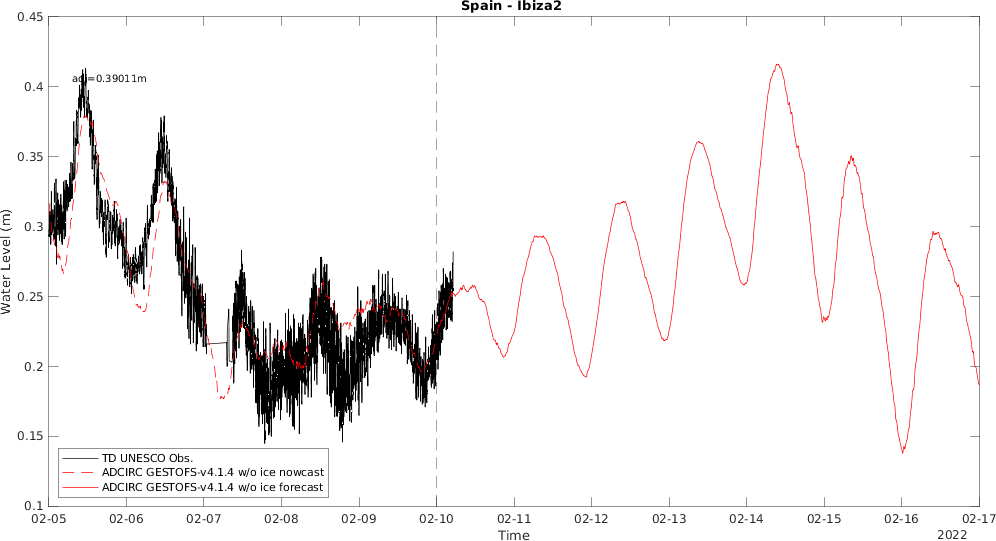 Spain - Ibiza2
0.45
0.4
0.35
0.3
0.25
0.2
0.15
0.1
Water Level (m)
adj=0.39011m
TD UNESCO Obs.
ADCIRC GESTOFS-v4.1.4 w/o ice nowcast
ADCIRC GESTOFS-v4.1.4 w/o ice forecast
02-05 02-06 02-07 02-08 02-09 02-10 02-11 02-12 02-13 02-14 02-15 02-16 02-17
Time
2022